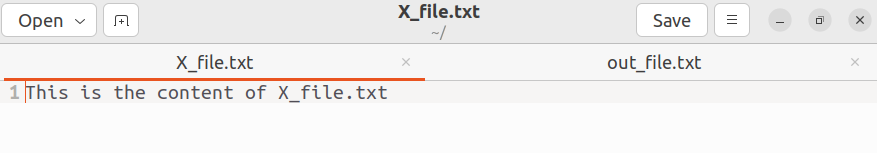 Open
X_file.txt
~/
Save
X_file.txt
out_file.txt
1 This is the content of X_file.txt